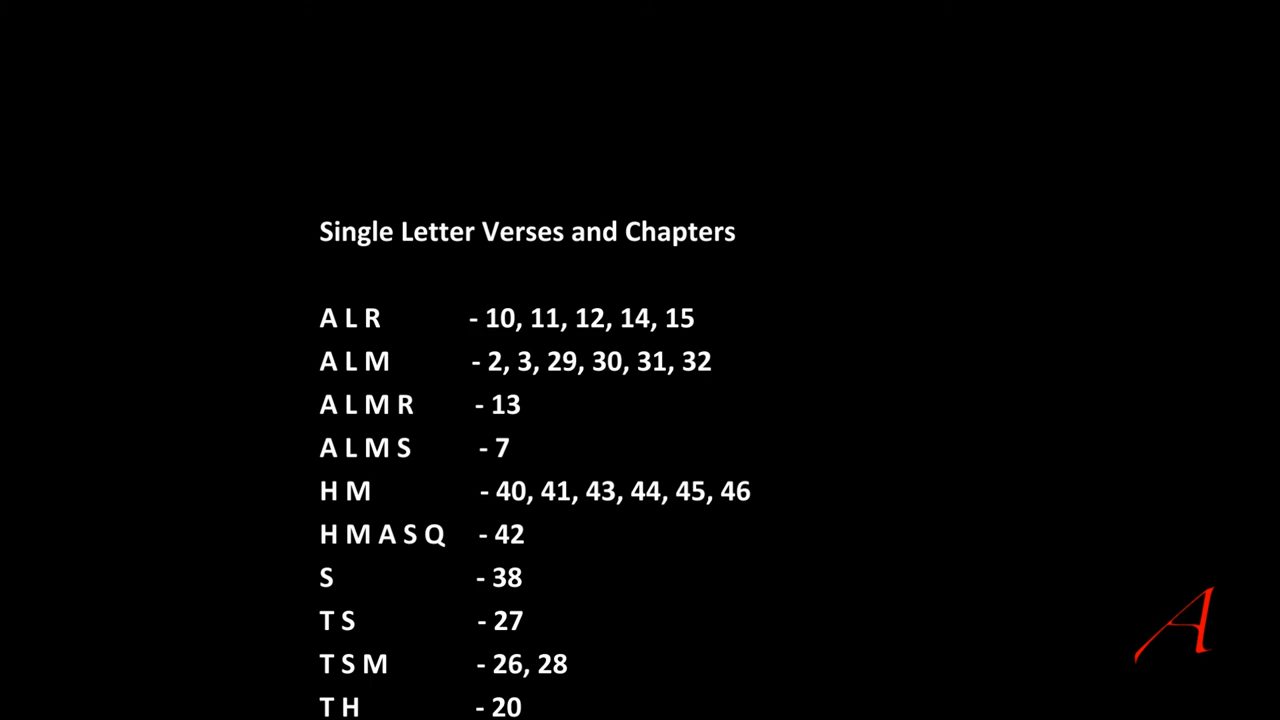 Single Letter Verses and Chapters
A L R - 10, 11, 12, 14, 15
A L M - 2, 3, 29, 30, 31, 32
A L M R - 13
A L M S - 7
H M - 40, 41, 43, 44, 45, 46
H M A S Q - 42
S - 38
T S - 27
T S M - 26, 28
T H - 20
A